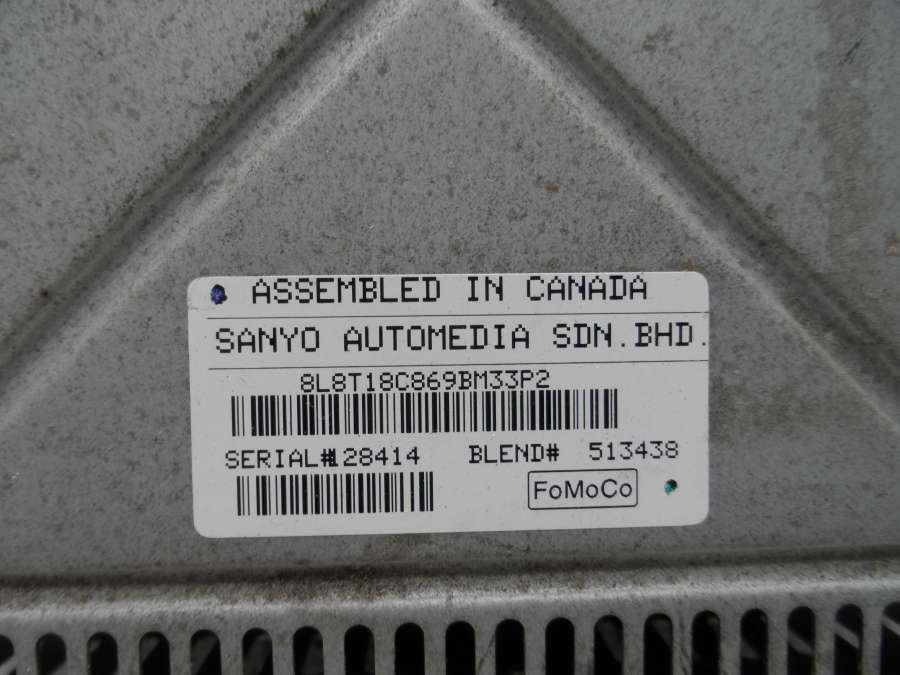 ASSEMBLED IN CANADA
SANYO AUTOMEDIA SDN.BHD.
8L8T18C869BM33P2
SERIAL#128414 BLEND# 513438
FoMoCo